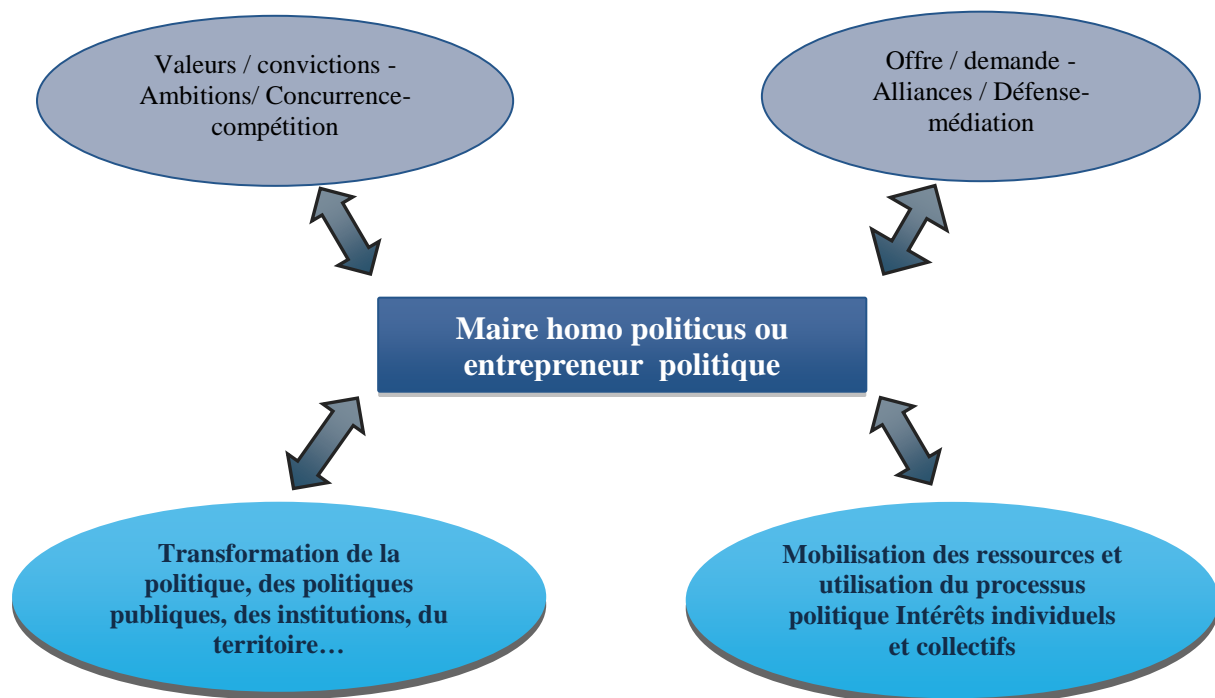 Valeurs / convictions -
Ambitions/ Concurrence-
compétition
Offre / demande -
Alliances / Défense-
médiation
Maire homo politicus ou
entrepreneur politique
Transformation de la
politique, des politiques
publiques, des institutions, du
territoire…
Mobilisation des ressources et
utilisation du processus
politique Intérêts individuels
et collectifs